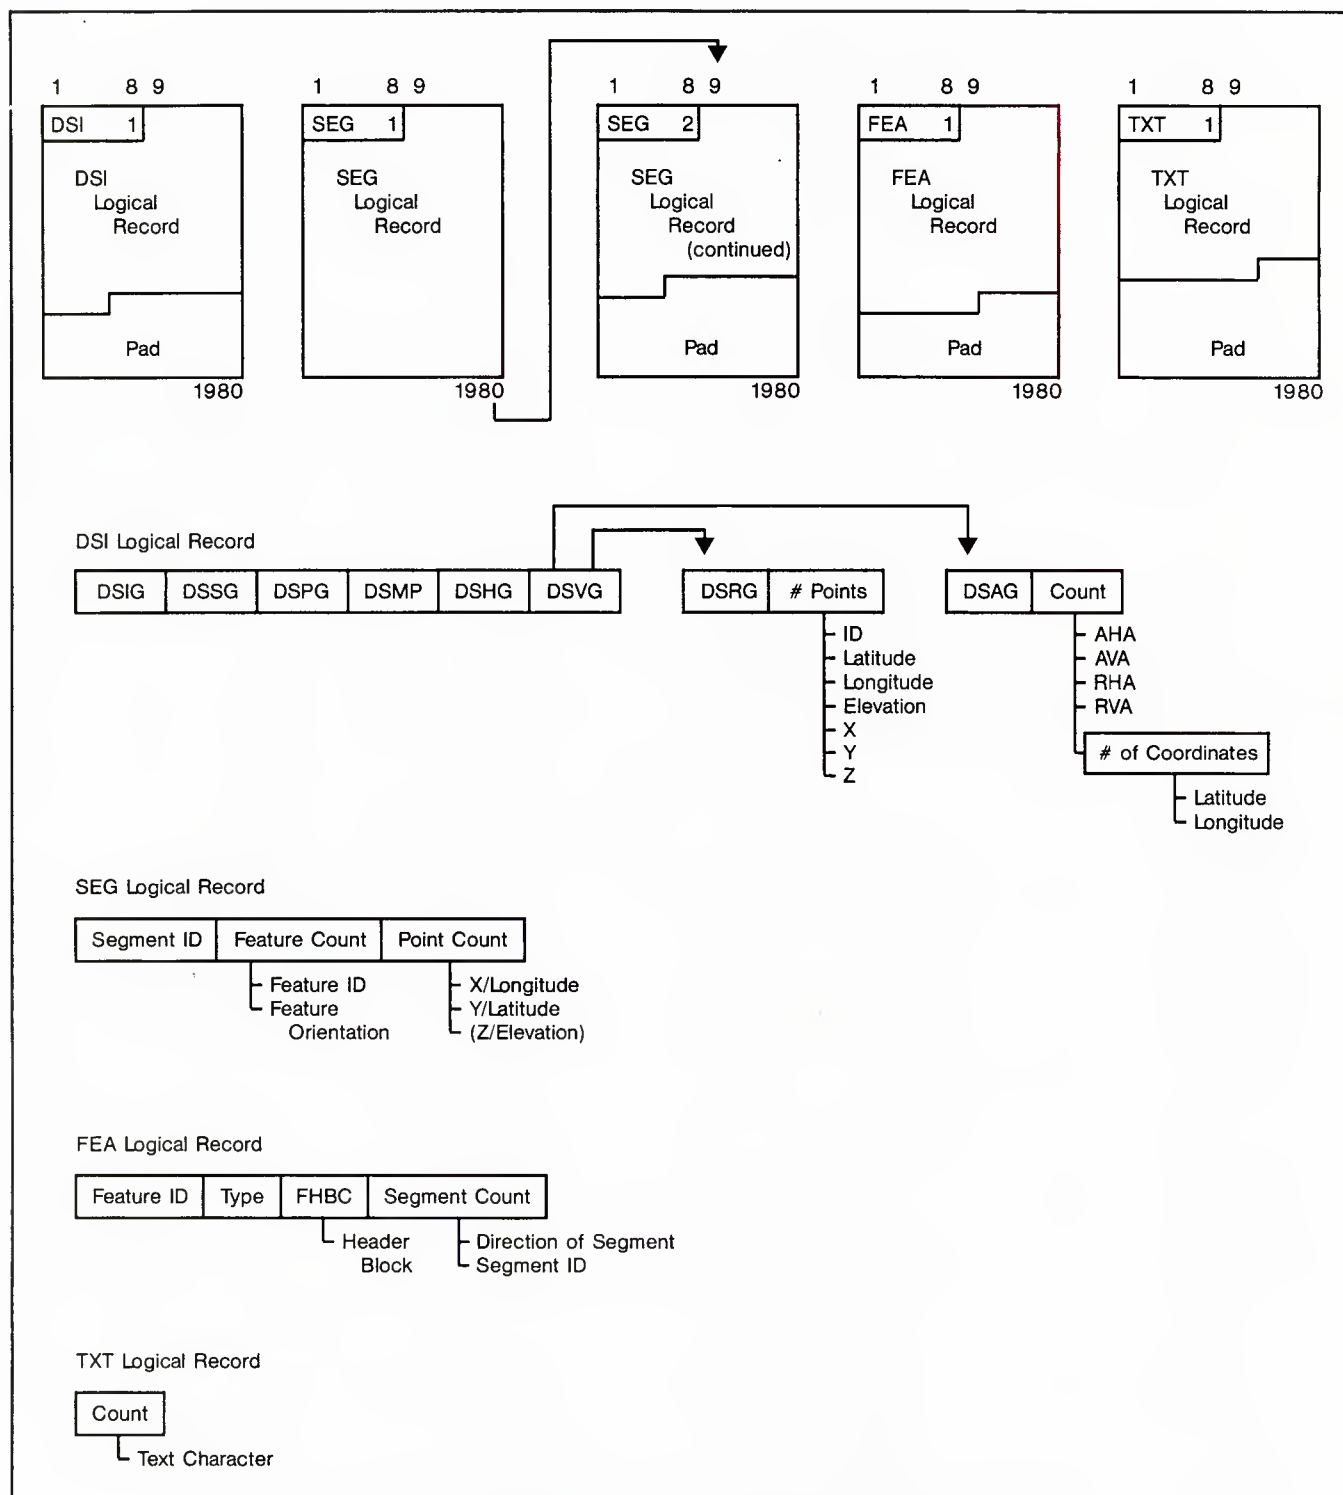 1 8 9 1 8 9 1 8 9 1 8 9 1 8 9
DSI 1 SEG 1 SEG 2 FEA 1 TXT 1
DSI SEG SEG FEA TXT
Logical Logical Logical Logical Logical
Record Record Record Record Record
(continued)
Pad Pad Pad Pad
1980 1980 1980 1980 1980
DSI Logical Record
DSIG DSSG DSPG DSMP DSHG DSVG DSRG # Points DSAG Count
ID AHA
Latitude AVA
Longitude RHA
Elevation RVA
X
Y # of Coordinates
Z
Latitude
Longitude
SEG Logical Record
Segment ID Feature Count Point Count
Feature ID X/Longitude
Feature Y/Latitude
Orientation (Z/Elevation)
FEA Logical Record
Feature ID Type FHBC Segment Count
Header Direction of Segment
Block Segment ID
TXT Logical Record
Count
Text Character